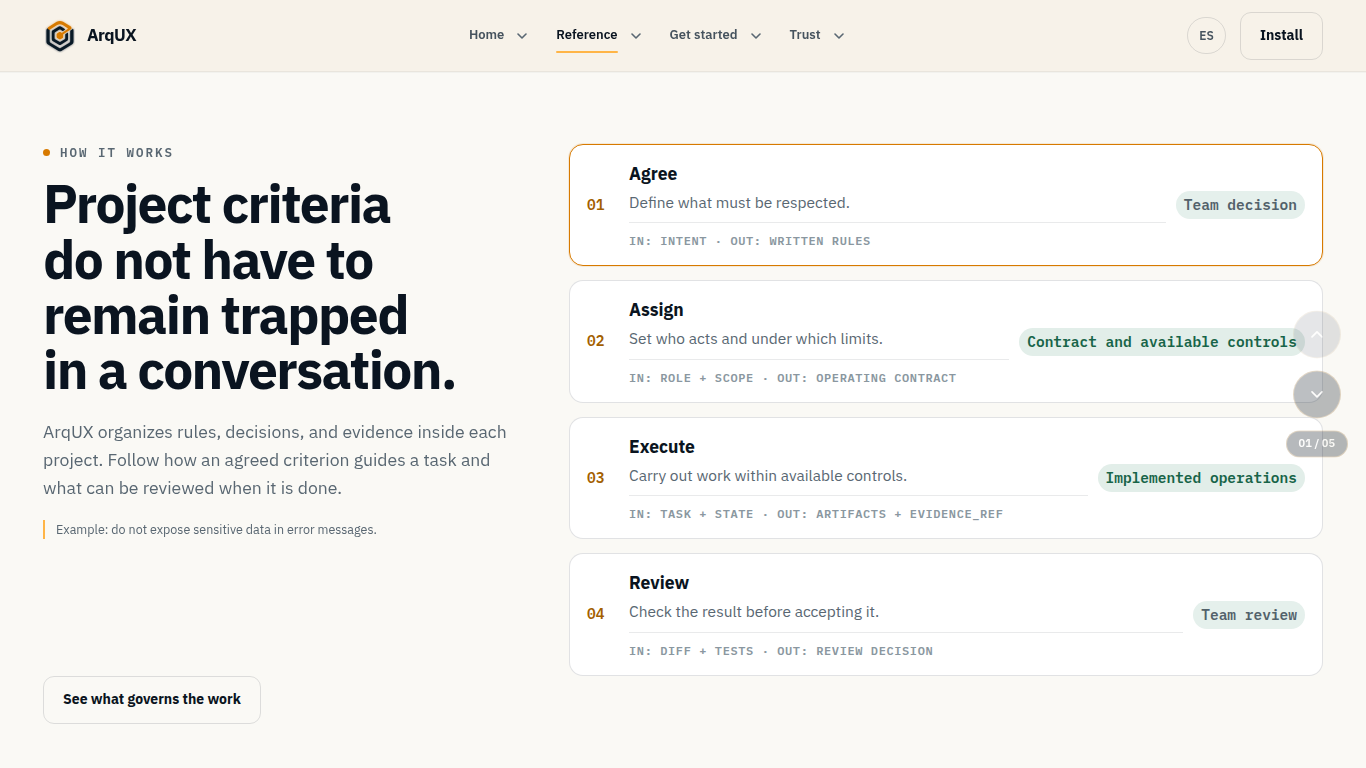 ArqUX
Home
Reference
Get started
Trust
ES
Install
HOW IT WORKS
Project criteria
do not have to
remain trapped
in a conversation.
ArqUX organizes rules, decisions, and evidence inside each
project. Follow how an agreed criterion guides a task and
what can be reviewed when it is done.
Example: do not expose sensitive data in error messages.
See what governs the work
01
Agree
Define what must be respected.
IN: INTENT · OUT: WRITTEN RULES
Team decision
02
Assign
Set who acts and under which limits.
IN: ROLE + SCOPE · OUT: OPERATING CONTRACT
Contract and available controls
03
Execute
Carry out work within available controls.
IN: TASK + STATE · OUT: ARTIFACTS + EVIDENCE_REF
Implemented operations
04
Review
Check the result before accepting it.
IN: DIFF + TESTS · OUT: REVIEW DECISION
Team review
01 / 05